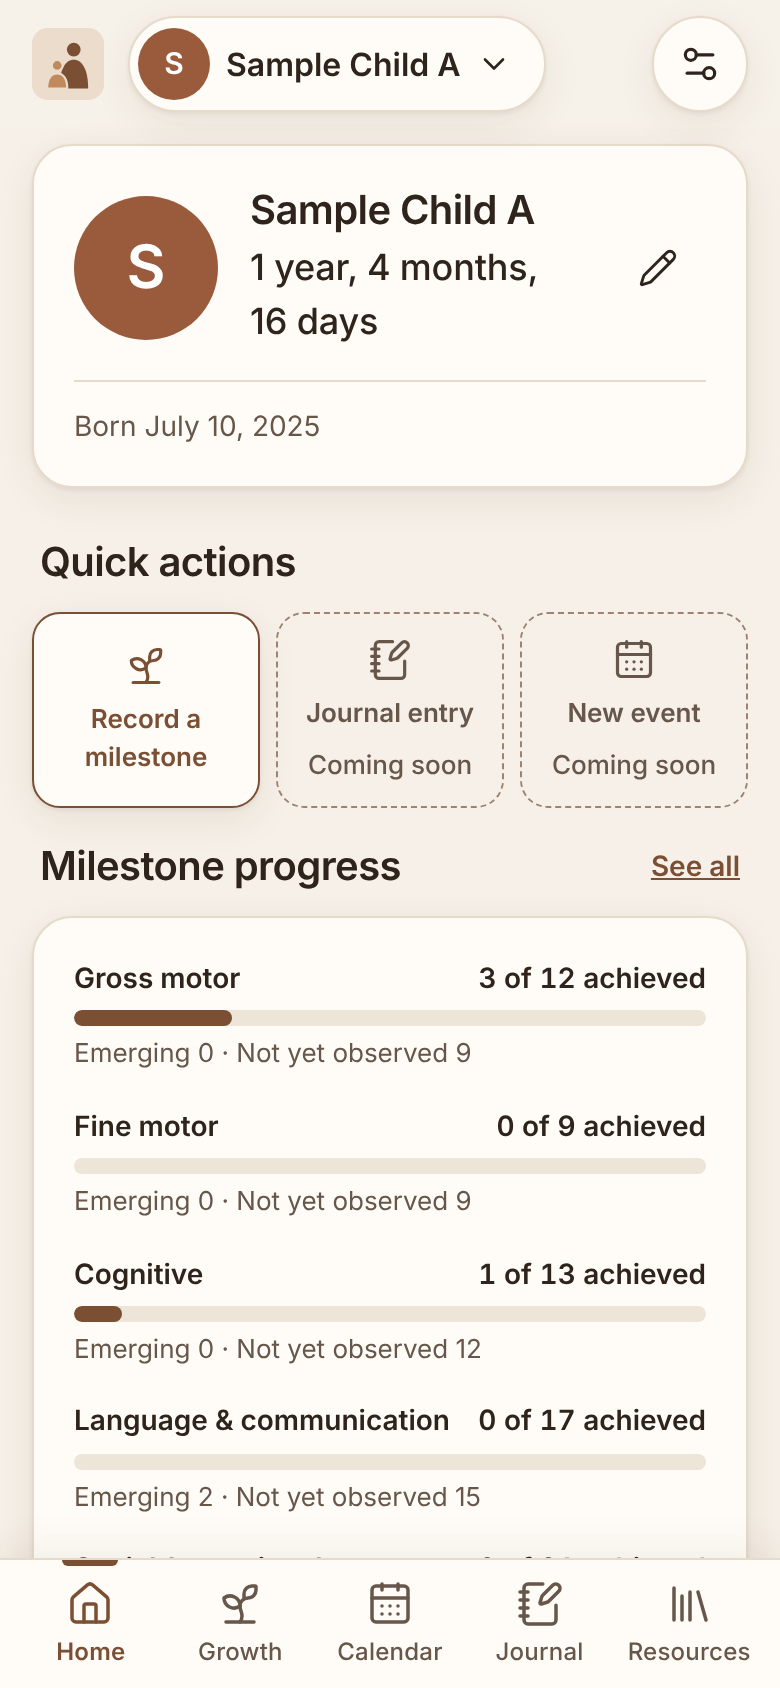 S
Sample Child A
S
Sample Child A
1 year, 4 months,
16 days
Born July 10, 2025
Quick actions
Record a
milestone
Journal entry
Coming soon
New event
Coming soon
Milestone progress
See all
Gross motor
3 of 12 achieved
Emerging 0 · Not yet observed 9
Fine motor
0 of 9 achieved
Emerging 0 · Not yet observed 9
Cognitive
1 of 13 achieved
Emerging 0 · Not yet observed 12
Language & communication
0 of 17 achieved
Emerging 2 · Not yet observed 15
Home
Growth
Calendar
Journal
Resources